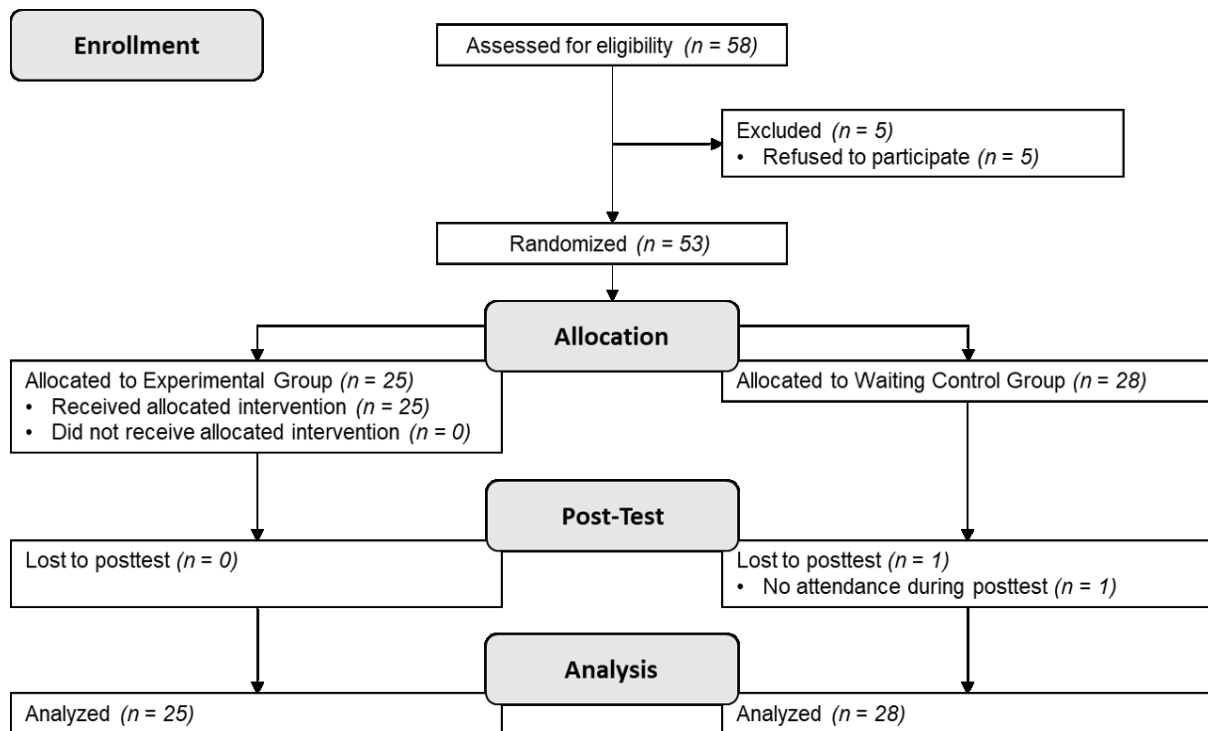 Enrollment
Assessed for eligibility (n = 58)
Excluded (n = 5)
• Refused to participate (n = 5)
Randomized (n = 53)
Allocation
Allocated to Experimental Group (n = 25)
• Received allocated intervention (n = 25)
• Did not receive allocated intervention (n = 0)
Allocated to Waiting Control Group (n = 28)
Post-Test
Lost to posttest (n = 0)
Lost to posttest (n = 1)
• No attendance during posttest (n = 1)
Analysis
Analyzed (n = 25)
Analyzed (n = 28)